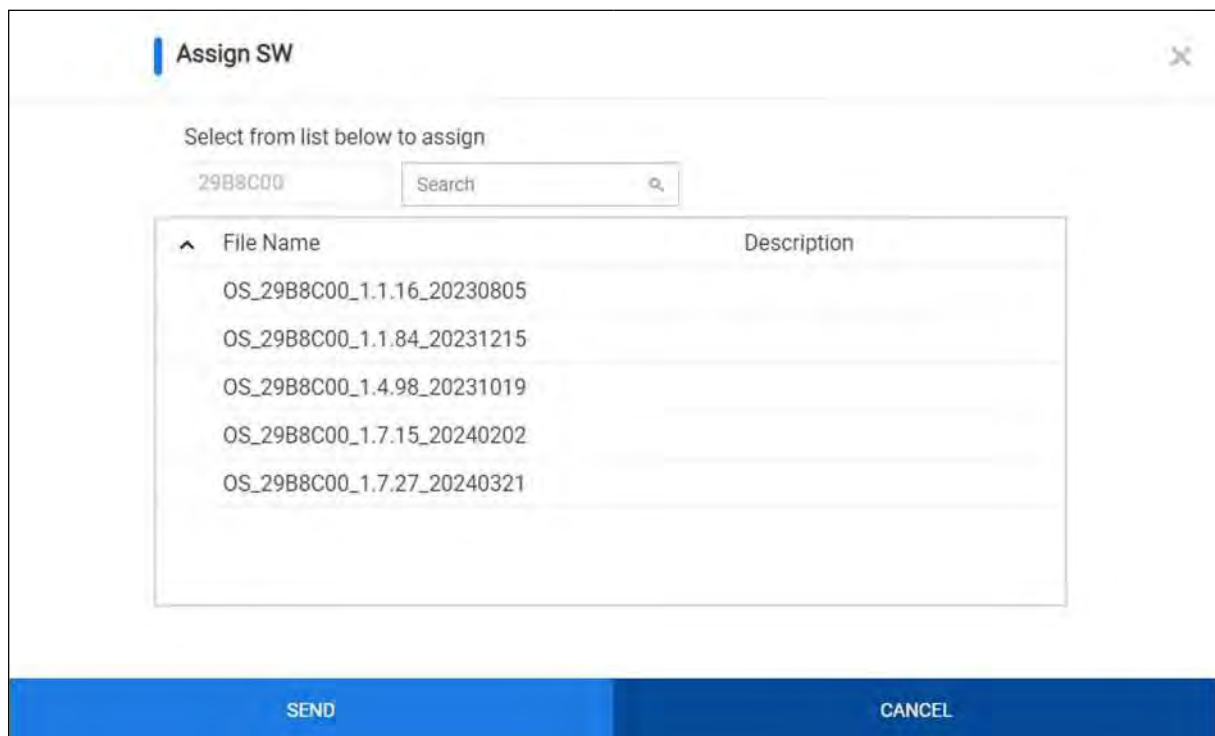 Assign SW
Select from list below to assign
29B8C00 Search
File Name Description
OS_29B8C00_1.1.16_20230805
OS_29B8C00_1.1.84_20231215
OS_29B8C00_1.4.98_20231019
OS_29B8C00_1.7.15_20240202
OS_29B8C00_1.7.27_20240321
SEND CANCEL